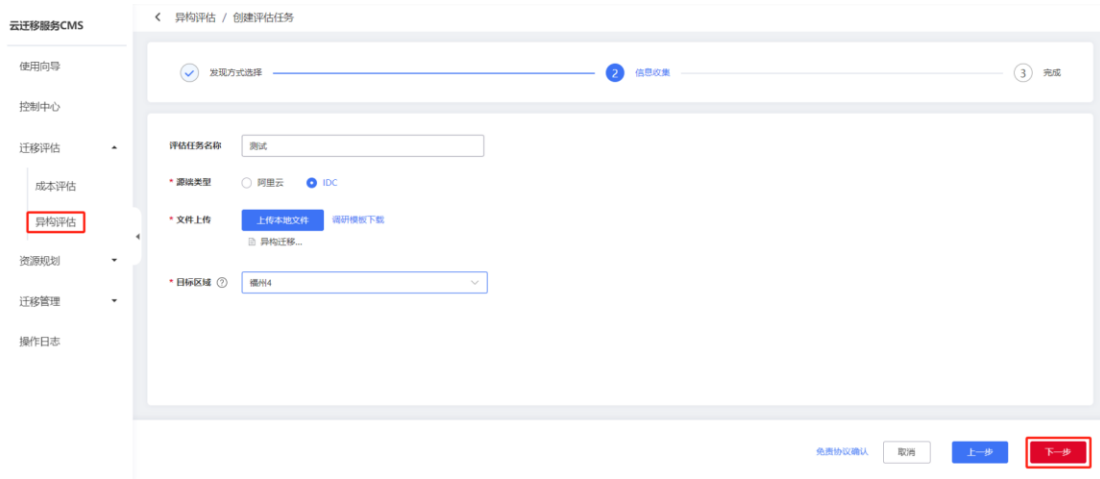 云迁移服务CMS
异构评估 / 创建评估任务
使用向导
控制中心
迁移评估
成本评估
异构评估
资源规划
迁移管理
操作日志
发现方式选择
2 信息收集
3 完成
评估任务名称 测试
* 源端类型 阿里云 IDC
* 文件上传 上传本地文件 调研模板下载
异构迁移...
* 目标区域 ? 福州4
免责协议确认 取消 上一步 下一步